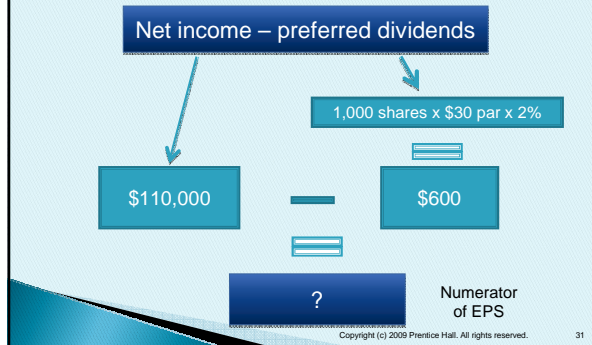 Net income – preferred dividends
1,000 shares x $30 par x 2%
$110,000
$600
?
Numerator
of EPS
Copyright (c) 2009 Prentice Hall. All rights reserved.
31